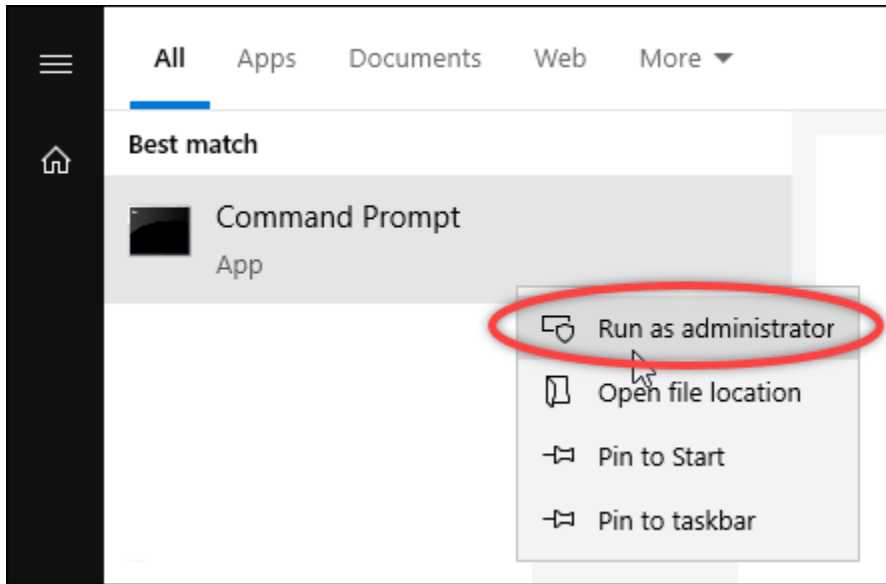 All Apps Documents Web More
Best match
Command Prompt
App
Run as administrator
Open file location
Pin to Start
Pin to taskbar